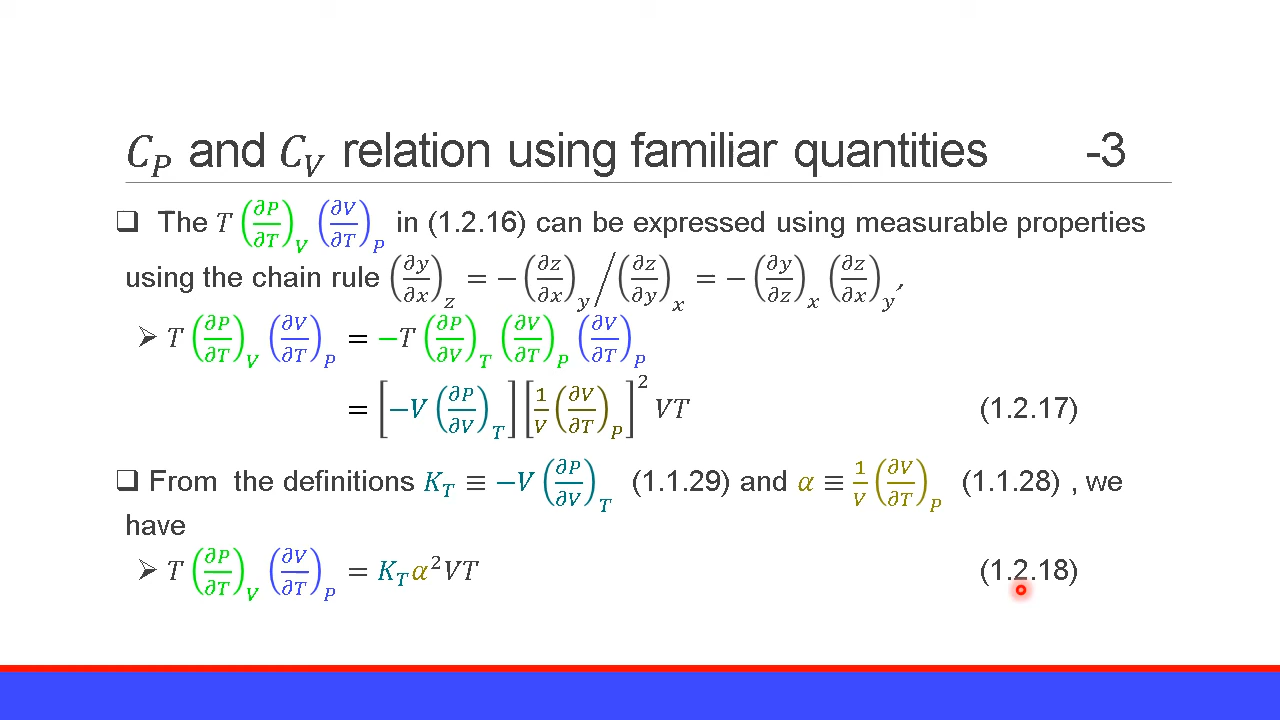 𝐶_𝑃 and 𝐶_𝑉 relation using familiar quantities -3
❑ The 𝑇(∂𝑃/∂𝑇)_𝑉 (∂𝑉/∂𝑇)_𝑃 in (1.2.16) can be expressed using measurable properties
using the chain rule (∂𝑦/∂𝑥)_𝑧 = −(∂𝑧/∂𝑥)_𝑦 / (∂𝑧/∂𝑦)_𝑥 = −(∂𝑦/∂𝑧)_𝑥 (∂𝑧/∂𝑥)_𝑦,
➢ 𝑇(∂𝑃/∂𝑇)_𝑉 (∂𝑉/∂𝑇)_𝑃 = −𝑇(∂𝑃/∂𝑉)_𝑇 (∂𝑉/∂𝑇)_𝑃 (∂𝑉/∂𝑇)_𝑃
= [−𝑉(∂𝑃/∂𝑉)_𝑇] [1/𝑉 (∂𝑉/∂𝑇)_𝑃]² 𝑉𝑇 (1.2.17)
❑ From the definitions 𝐾_𝑇 ≡ −𝑉(∂𝑃/∂𝑉)_𝑇 (1.1.29) and 𝛼 ≡ 1/𝑉 (∂𝑉/∂𝑇)_𝑃 (1.1.28) , we
have
➢ 𝑇(∂𝑃/∂𝑇)_𝑉 (∂𝑉/∂𝑇)_𝑃 = 𝐾_𝑇𝛼²𝑉𝑇 (1.2.18)